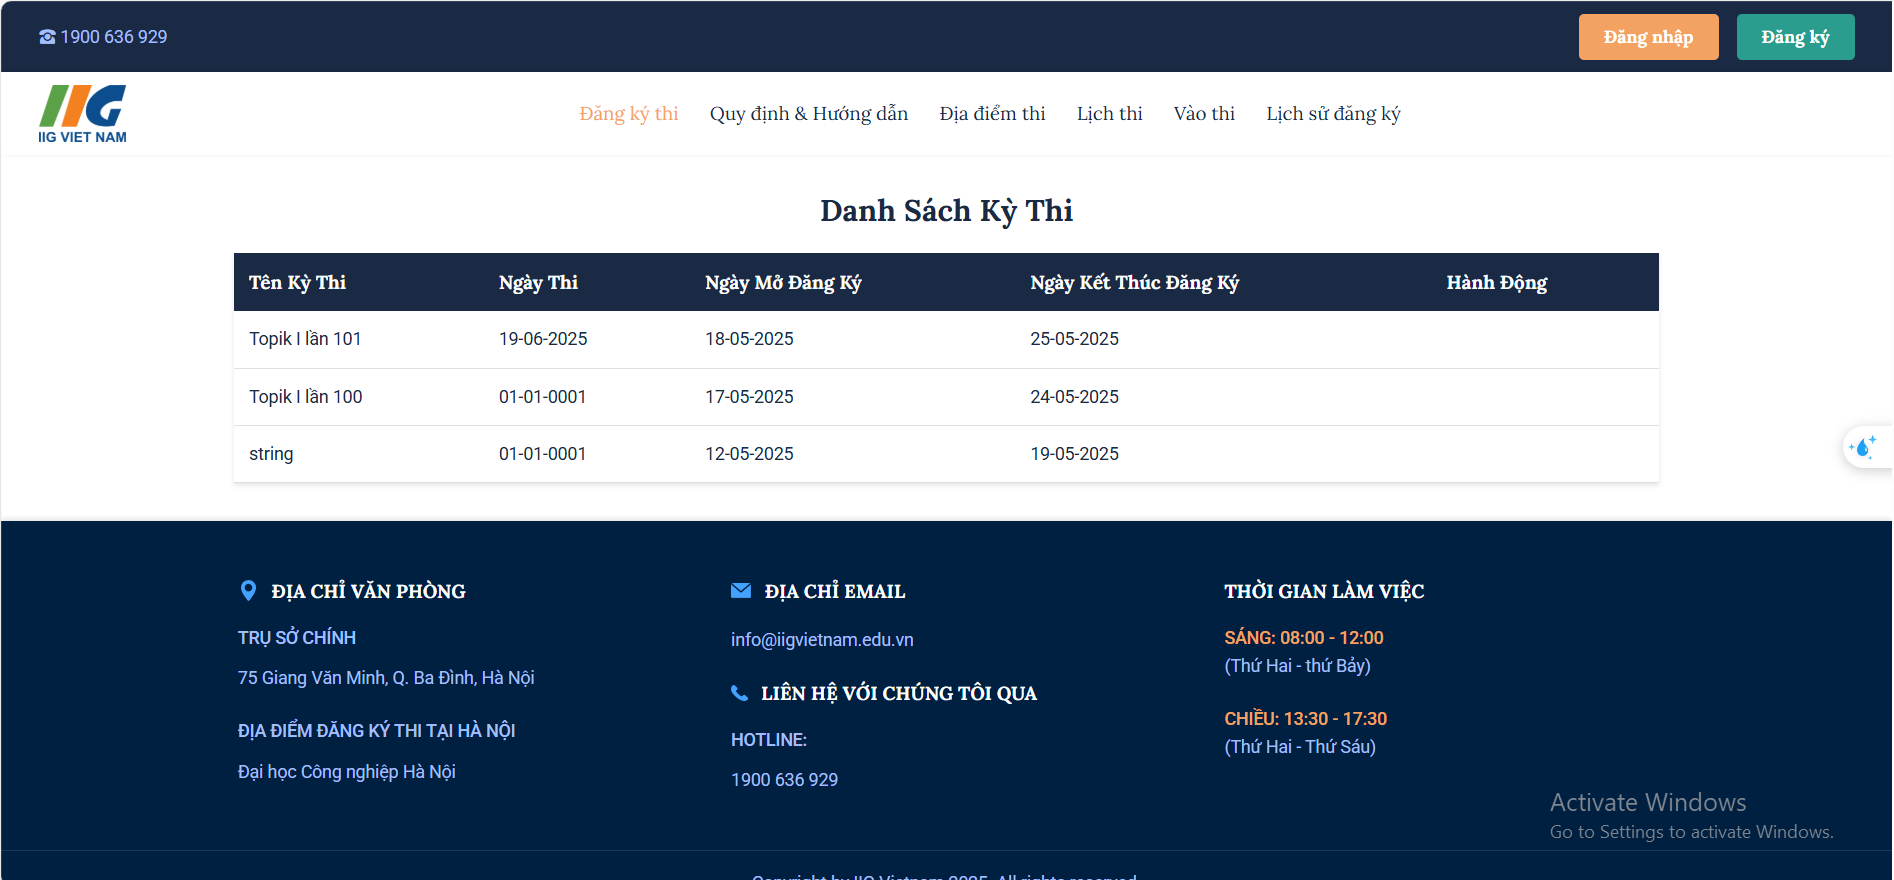 1900 636 929
Đăng nhập
Đăng ký
IIG VIET NAM
Đăng ký thi
Quy định & Hướng dẫn
Địa điểm thi
Lịch thi
Vào thi
Lịch sử đăng ký
Danh Sách Kỳ Thi
Tên Kỳ Thi Ngày Thi Ngày Mở Đăng Ký Ngày Kết Thúc Đăng Ký Hành Động
Topik I lần 101 19-06-2025 18-05-2025 25-05-2025
Topik I lần 100 01-01-0001 17-05-2025 24-05-2025
string 01-01-0001 12-05-2025 19-05-2025
ĐỊA CHỈ VĂN PHÒNG
TRỤ SỞ CHÍNH
75 Giang Văn Minh, Q. Ba Đình, Hà Nội
ĐỊA ĐIỂM ĐĂNG KÝ THI TẠI HÀ NỘI
Đại học Công nghiệp Hà Nội
ĐỊA CHỈ EMAIL
info@iigvietnam.edu.vn
LIÊN HỆ VỚI CHÚNG TÔI QUA
HOTLINE:
1900 636 929
THỜI GIAN LÀM VIỆC
SÁNG: 08:00 - 12:00
(Thứ Hai - thứ Bảy)
CHIỀU: 13:30 - 17:30
(Thứ Hai - Thứ Sáu)
Activate Windows
Go to Settings to activate Windows.
Copyright by IIG Vietnam 2025. All rights reserved